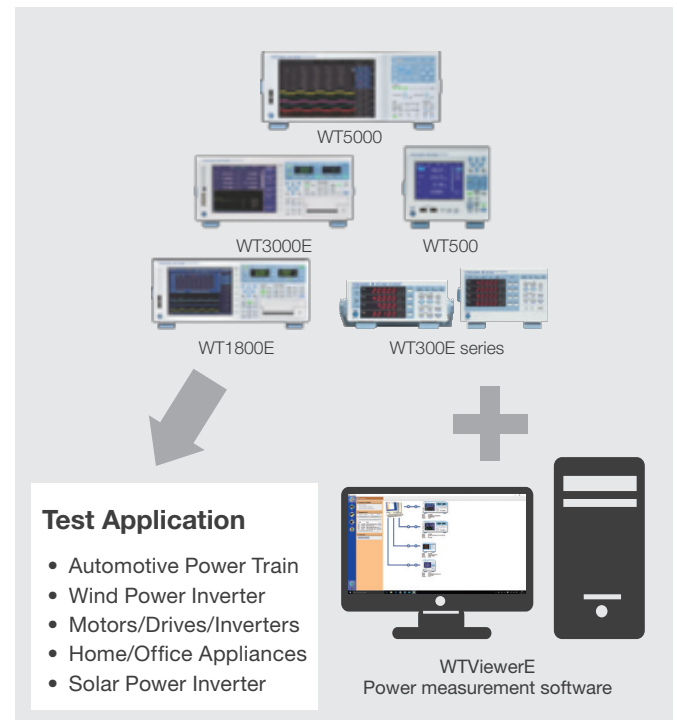 WT5000
WT3000E
WT500
WT1800E
WT300E series
Test Application
• Automotive Power Train
• Wind Power Inverter
• Motors/Drives/Inverters
• Home/Office Appliances
• Solar Power Inverter
WTViewerE
Power measurement software